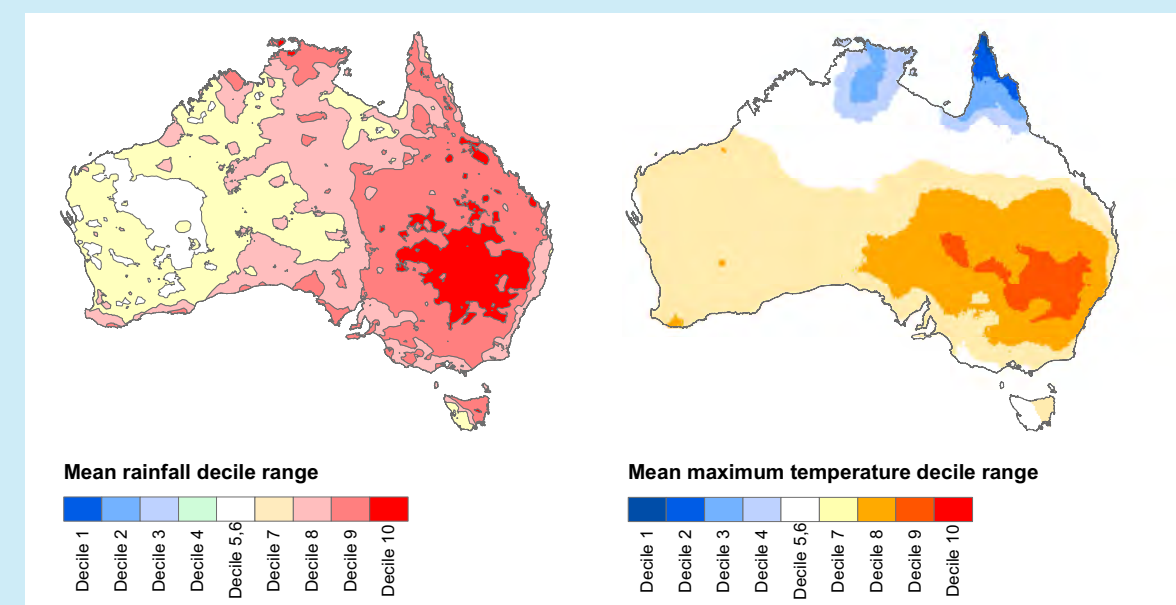 Mean rainfall decile range
Decile 1
Decile 2
Decile 3
Decile 4
Decile 5,6
Decile 7
Decile 8
Decile 9
Decile 10
Mean maximum temperature decile range
Decile 1
Decile 2
Decile 3
Decile 4
Decile 5,6
Decile 7
Decile 8
Decile 9
Decile 10